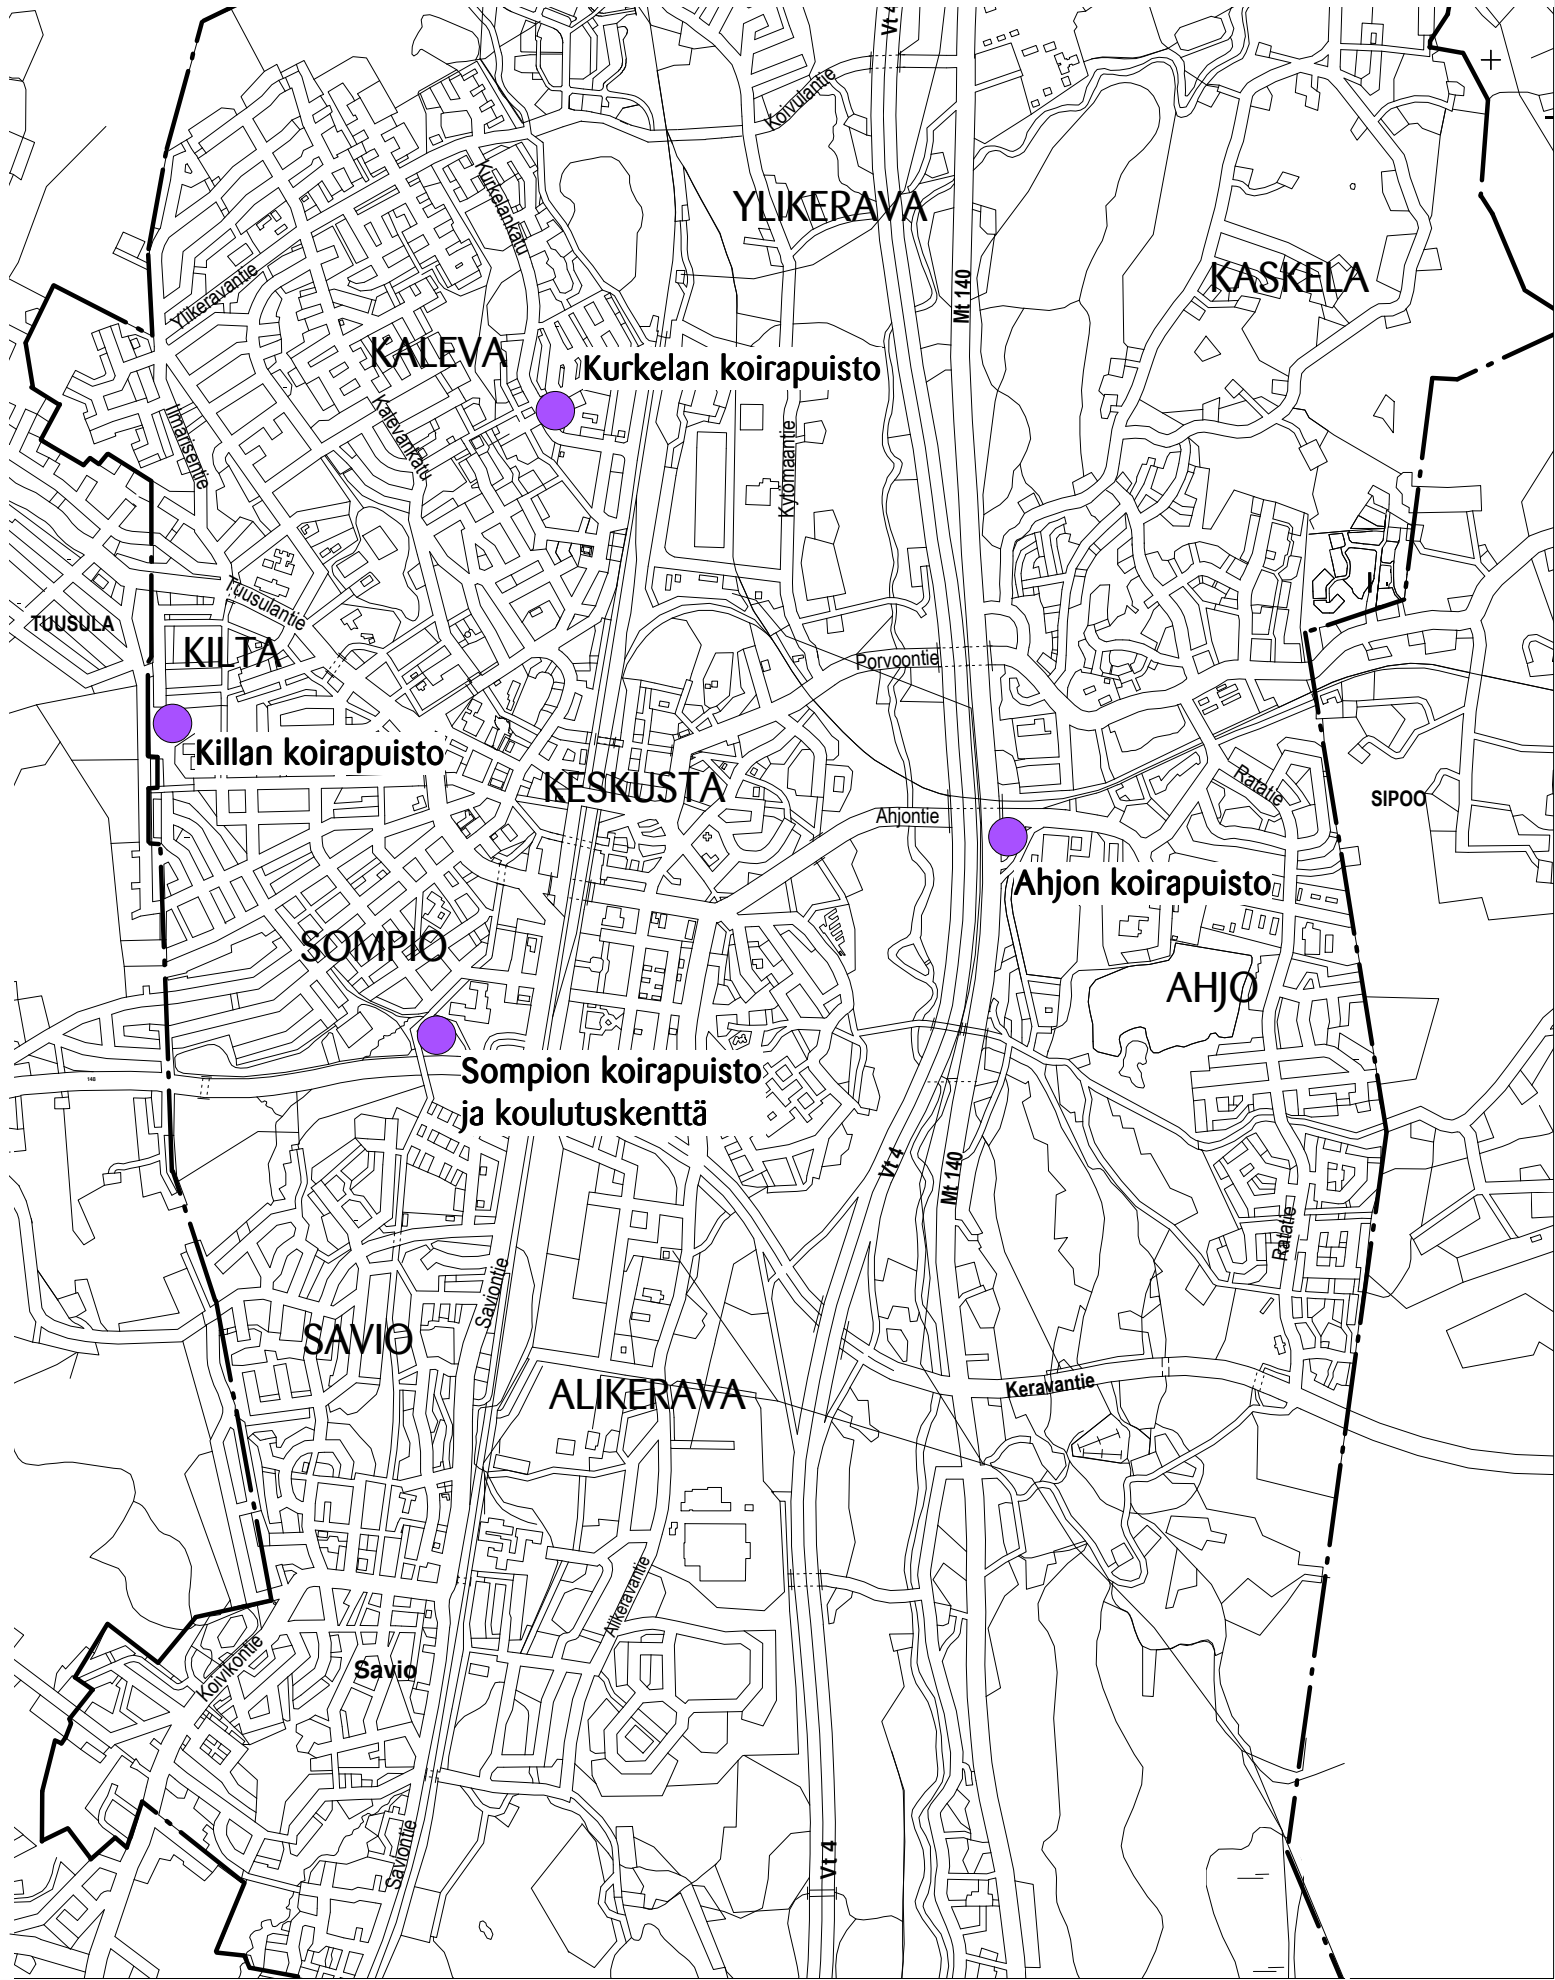 Vt 4
Koivulantie
Kurkelankatu
YLIKERAVA
KASKELA
Mt 140
Ylikeravantie
KALEVA
Kurkelan koirapuisto
Ilmarisentie
Kalevankatu
Kytömaantie
Tuusulantie
TUUSULA
KILTA
Porvoontie
Killan koirapuisto
KESKUSTA
Ratatie
SIPOO
Ahjontie
Ahjon koirapuisto
SOMPIO
AHJO
Sompion koirapuisto
ja koulutuskenttä
148
Vt 4
Mt 140
Ratatie
Saviontie
SAVIO
ALIKERAVA
Keravantie
Alikeravantie
Koivikontie
Savio
Saviontie
Vt 4